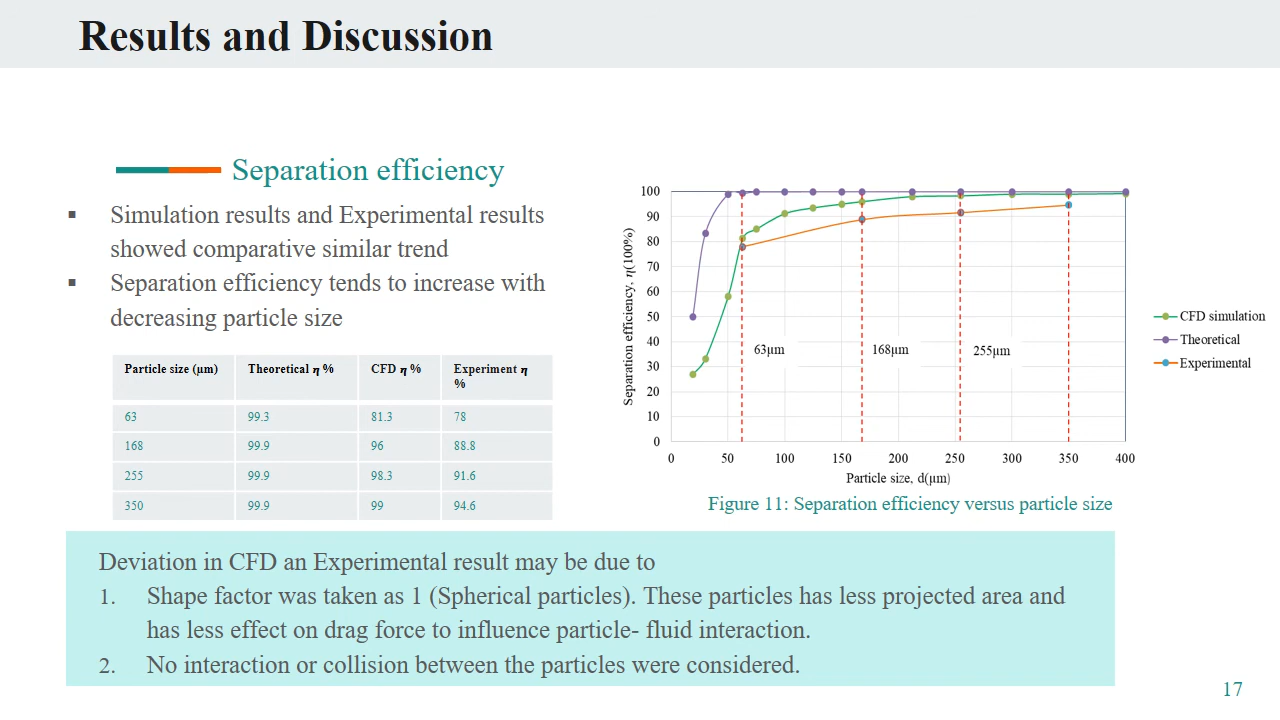 Results and Discussion
Separation efficiency
▪ Simulation results and Experimental results
showed comparative similar trend
▪ Separation efficiency tends to increase with
decreasing particle size
Particle size (μm) Theoretical η % CFD η % Experiment η
%
63 99.3 81.3 78
168 99.9 96 88.8
255 99.9 98.3 91.6
350 99.9 99 94.6
Separation efficiency, η(100%)
100
90
80
70
60
50
40
30
20
10
0
63μm 168μm 255μm
0 50 100 150 200 250 300 350 400
Particle size, d(μm)
CFD simulation
Theoretical
Experimental
Figure 11: Separation efficiency versus particle size
Deviation in CFD an Experimental result may be due to
1. Shape factor was taken as 1 (Spherical particles). These particles has less projected area and
has less effect on drag force to influence particle- fluid interaction.
2. No interaction or collision between the particles were considered.
17